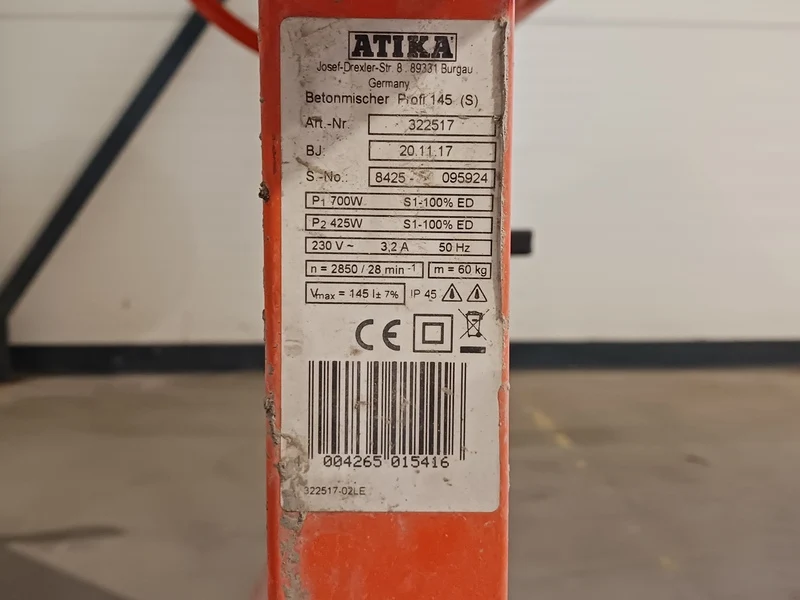 ATIKA
Josef-Drexler-Str. 8 . 89331 Burgau
Germany
Betonmischer Profi 145 (S)
Art.-Nr. 322517
BJ: 20.11.17
S.-No.: 8425 - 095924
P1 700W S1-100% ED
P2 425W S1-100% ED
230 V ~ 3,2 A 50 Hz
n = 2850 / 28 min -1 m = 60 kg
Vmax = 145 l± 7% IP 45
CE
4 004265 015416
322517-02LE